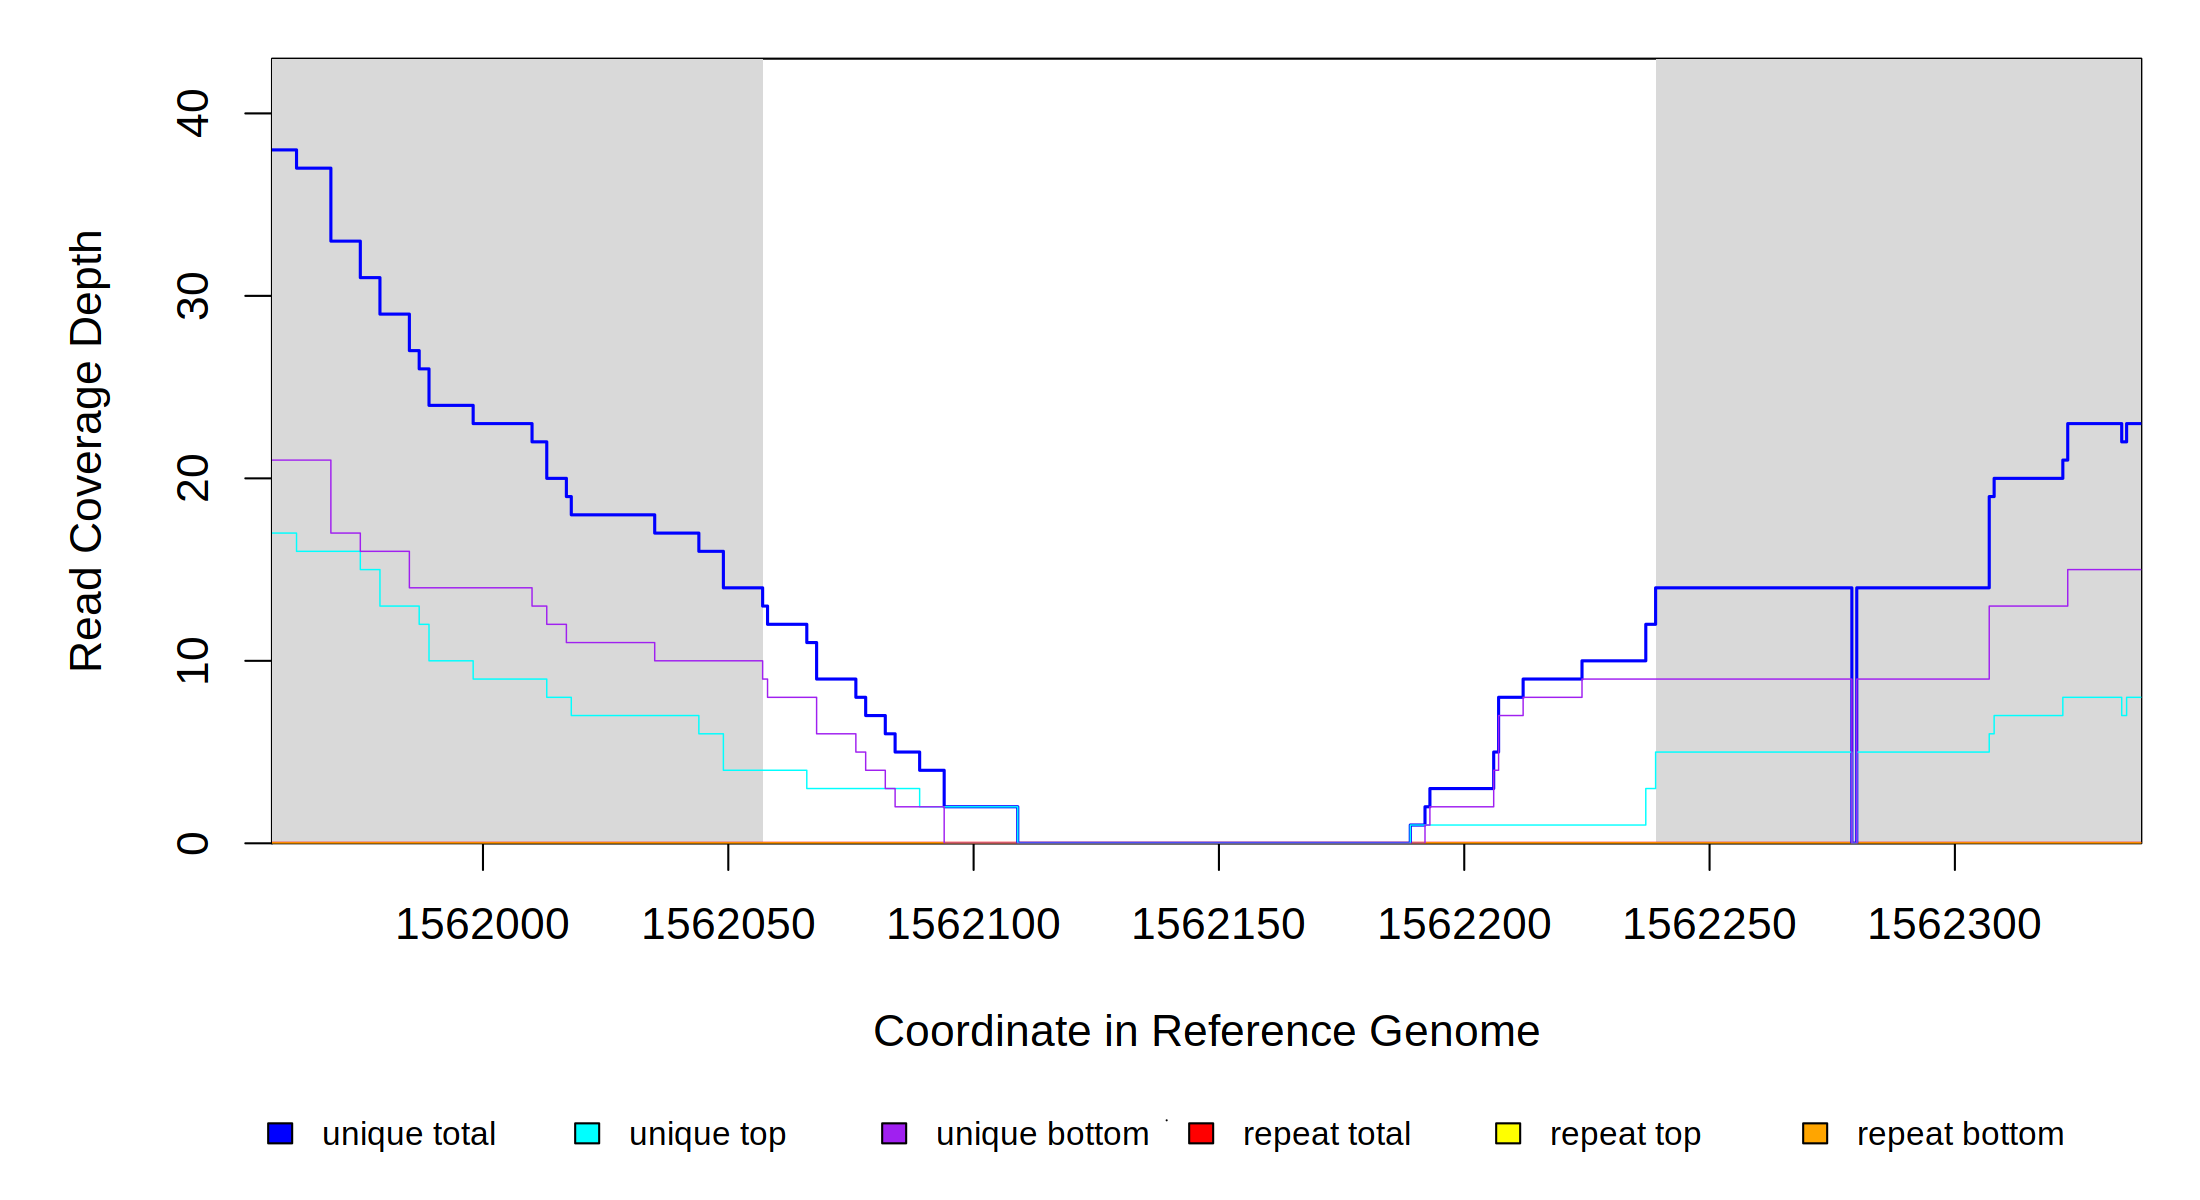 Read Coverage Depth
40
30
20
10
0
1562000 1562050 1562100 1562150 1562200 1562250 1562300
Coordinate in Reference Genome
unique total unique top unique bottom repeat total repeat top repeat bottom